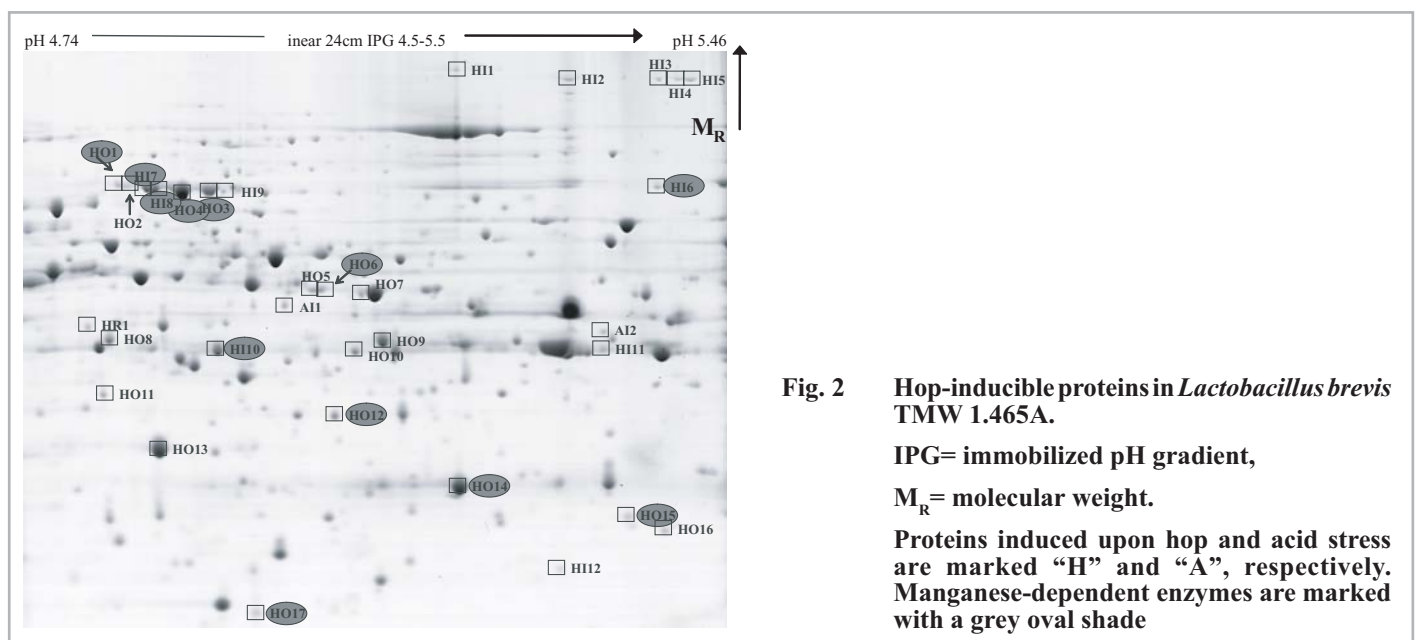 pH 4.74 inear 24cm IPG 4.5-5.5 pH 5.46
HI1
HI2
HI3
HI4
HI5
MR
HO1
HI7
HI9
HI6
HI8
HO4
HO3
HO2
HO5
HO6
HO7
AI1
HR1
HO8
HI10
HO9
HO10
AI2
HI11
HO11
HO12
HO13
HO14
HO15
HO16
HI12
HO17
Fig. 2 Hop-inducible proteins in Lactobacillus brevis
TMW 1.465A.
IPG= immobilized pH gradient,
MR= molecular weight.
Proteins induced upon hop and acid stress
are marked “H” and “A”, respectively.
Manganese-dependent enzymes are marked
with a grey oval shade